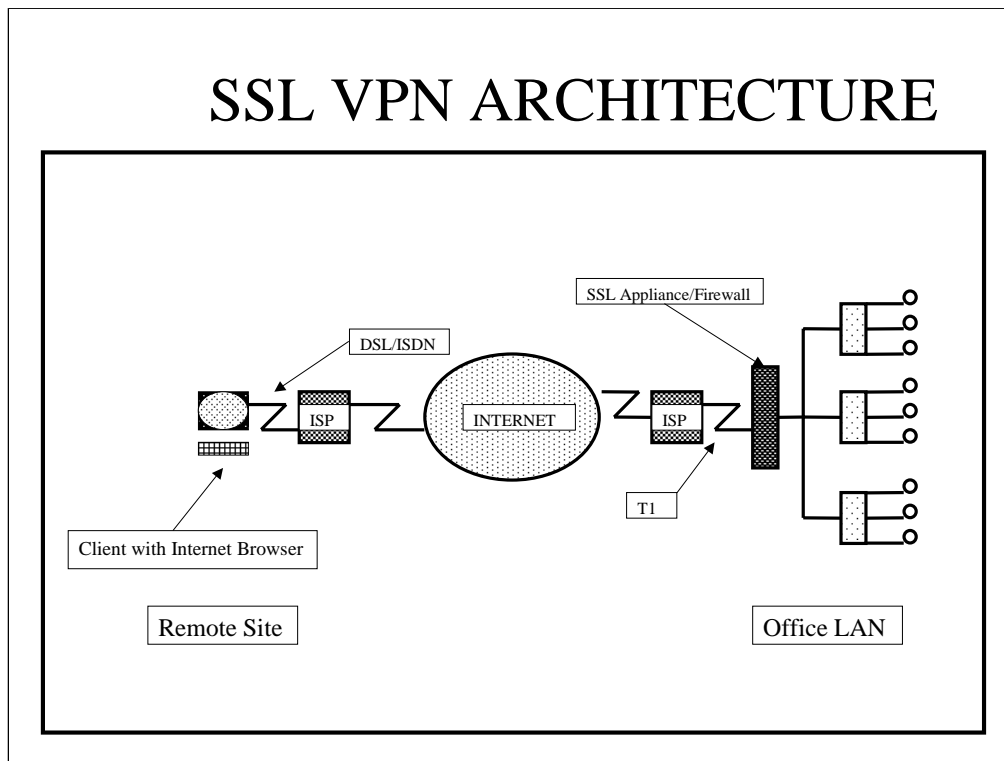 SSL VPN ARCHITECTURE
SSL Appliance/Firewall
DSL/ISDN
ISP
INTERNET
ISP
T1
Client with Internet Browser
Remote Site
Office LAN